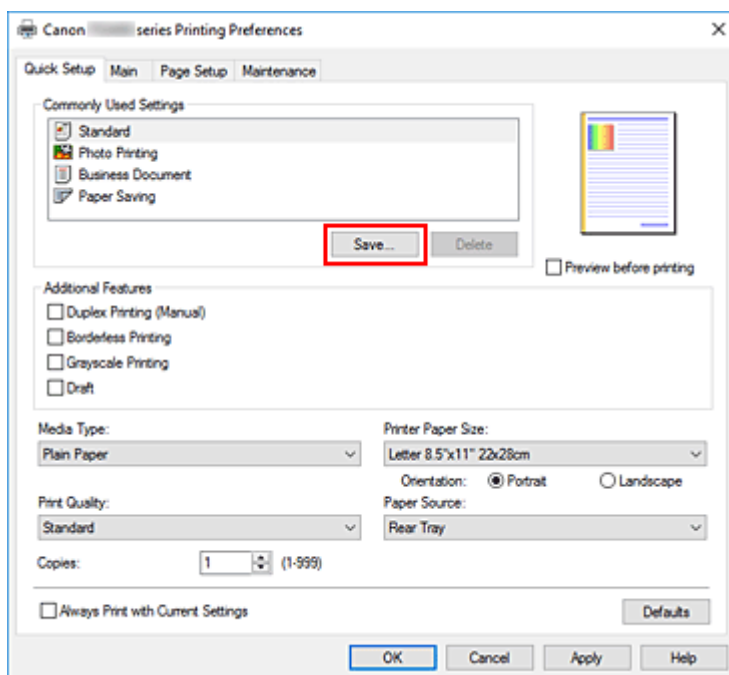 Canon series Printing Preferences
Quick Setup Main Page Setup Maintenance
Commonly Used Settings
Standard
Photo Printing
Business Document
Paper Saving
Save... Delete
Preview before printing
Additional Features
Duplex Printing (Manual)
Borderless Printing
Grayscale Printing
Draft
Media Type: Printer Paper Size:
Plain Paper Letter 8.5"x11" 22x28cm
Orientation: Portrait Landscape
Print Quality: Paper Source:
Standard Rear Tray
Copies: 1 (1-999)
Always Print with Current Settings Defaults
OK Cancel Apply Help